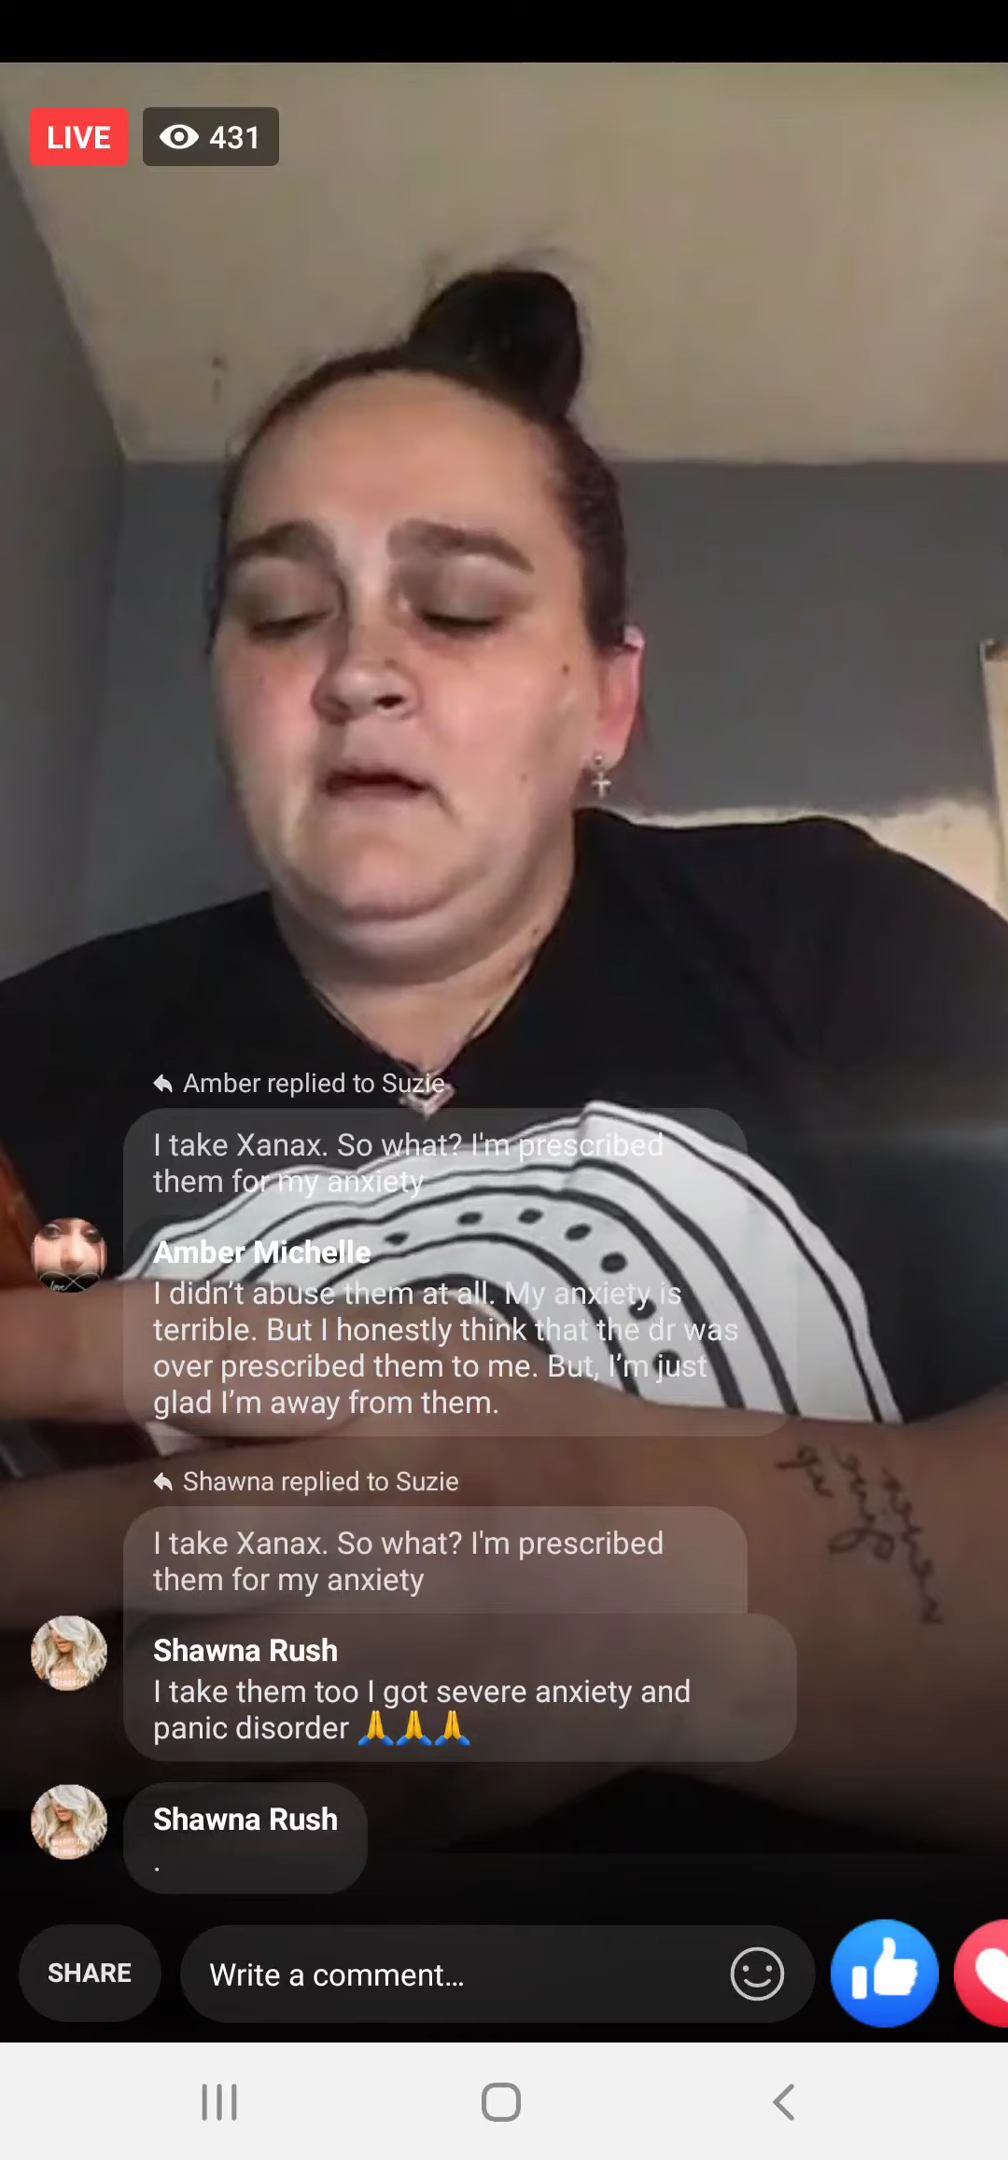 LIVE 431
Amber replied to Suzie
I take Xanax. So what? I'm prescribed
them for my anxiety
Amber Michelle
I didn’t abuse them at all. My anxiety is
terrible. But I honestly think that the dr was
over prescribed them to me. But, I’m just
glad I’m away from them.
Shawna replied to Suzie
I take Xanax. So what? I'm prescribed
them for my anxiety
Shawna Rush
I take them too I got severe anxiety and
panic disorder 🙏🙏🙏
Shawna Rush
.
SHARE
Write a comment...